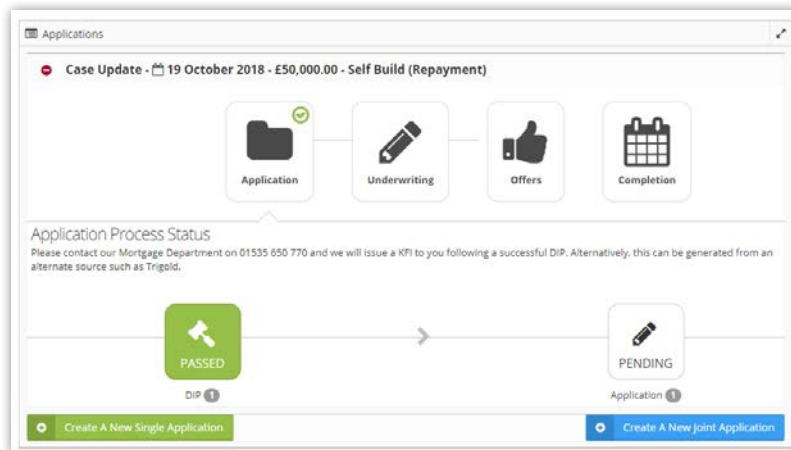 Applications
Case Update - 19 October 2018 - £50,000.00 - Self Build (Repayment)
Application Underwriting Offers Completion
Application Process Status
Please contact our Mortgage Department on 01535 650 770 and we will issue a KFI to you following a successful DIP. Alternatively, this can be generated from an
alternate source such as Trigold.
PASSED PENDING
DIP 1 Application 1
Create A New Single Application Create A New Joint Application